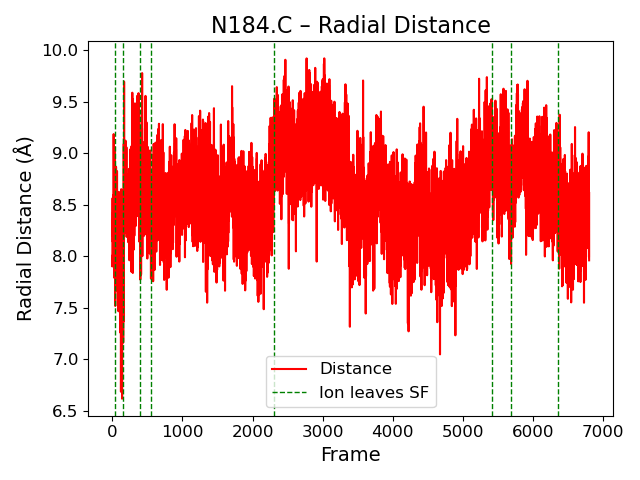 N184.C – Radial Distance
Radial Distance (Å)
10.0
9.5
9.0
8.5
8.0
7.5
7.0
6.5
Distance
Ion leaves SF
0 1000 2000 3000 4000 5000 6000 7000
Frame